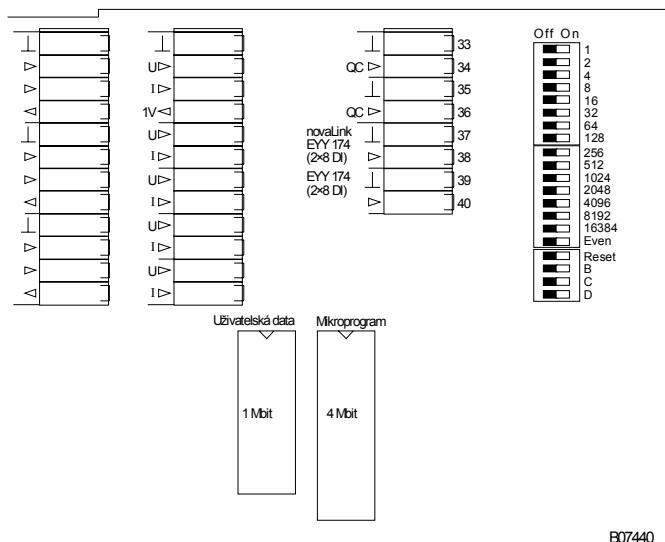 Off On
33
U
QC
34
I
35
1V
QC
36
U
novaLink
EYY 174
(2×8 DI)
37
I
38
U
EYY 174
(2×8 DI)
39
I
40
U
I
U
I
1
2
4
8
16
32
64
128
256
512
1024
2048
4096
8192
16384
Even
Reset
B
C
D
Uživatelská data
Mikroprogram
1 Mbit
4 Mbit
B07440